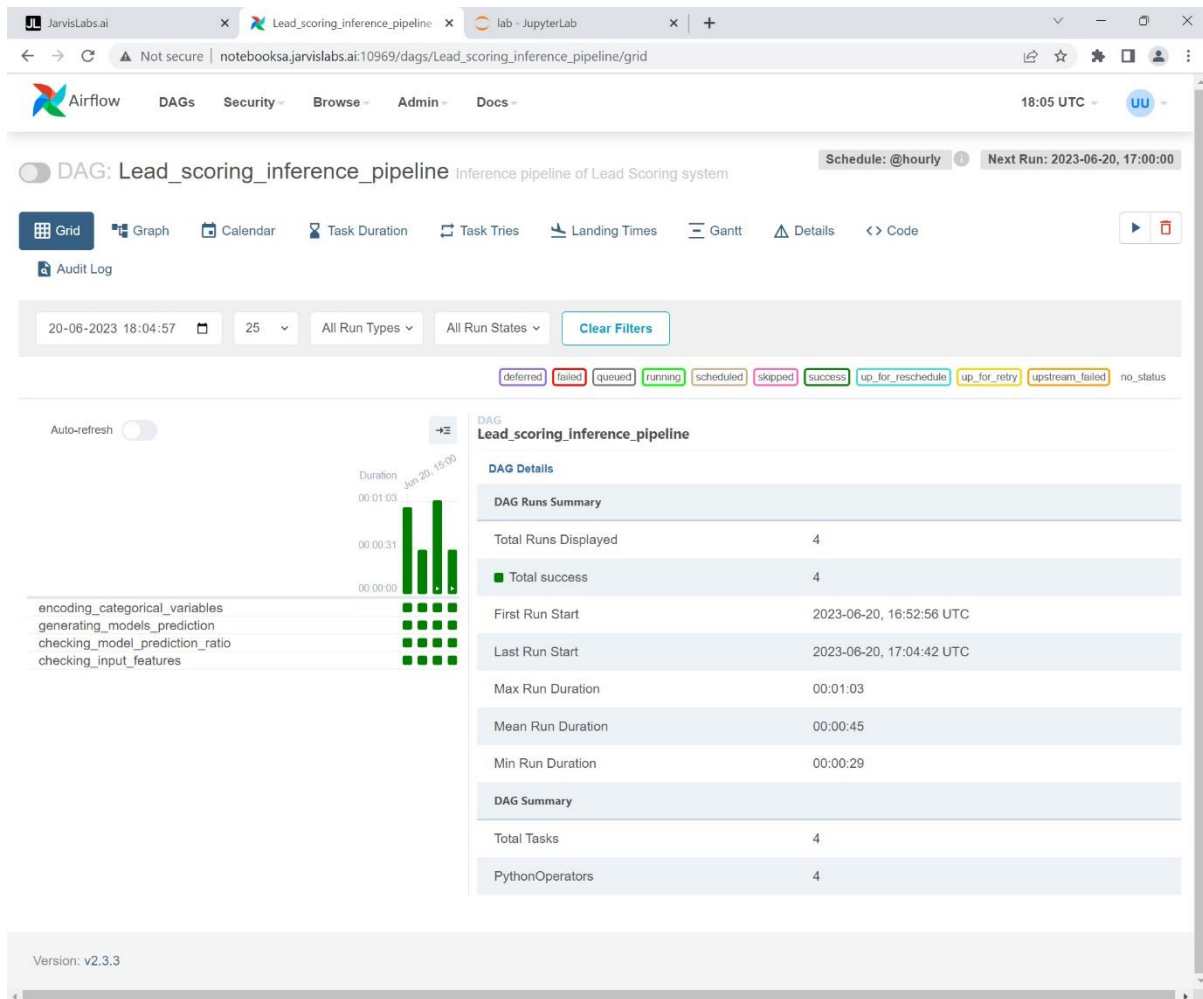 JL JarvisLabs.ai Lead_scoring_inference_pipeline lab - JupyterLab
Not secure notebooksa.jarvislabs.ai:10969/dags/Lead_scoring_inference_pipeline/grid
Airflow DAGs Security Browse Admin Docs 18:05 UTC UU
Schedule: @hourly Next Run: 2023-06-20, 17:00:00
DAG: Lead_scoring_inference_pipeline Inference pipeline of Lead Scoring system
Grid Graph Calendar Task Duration Task Tries Landing Times Gantt Details <> Code
Audit Log
20-06-2023 18:04:57 25 All Run Types All Run States Clear Filters
deferred failed queued running scheduled skipped success up_for_reschedule up_for_retry upstream_failed no_status
Auto-refresh
Duration Jun 20, 15:00
00:01:03
00:00:31
00:00:00
encoding_categorical_variables
generating_models_prediction
checking_model_prediction_ratio
checking_input_features
DAG
Lead_scoring_inference_pipeline
DAG Details
DAG Runs Summary
Total Runs Displayed 4
Total success 4
First Run Start 2023-06-20, 16:52:56 UTC
Last Run Start 2023-06-20, 17:04:42 UTC
Max Run Duration 00:01:03
Mean Run Duration 00:00:45
Min Run Duration 00:00:29
DAG Summary
Total Tasks 4
PythonOperators 4
Version: v2.3.3